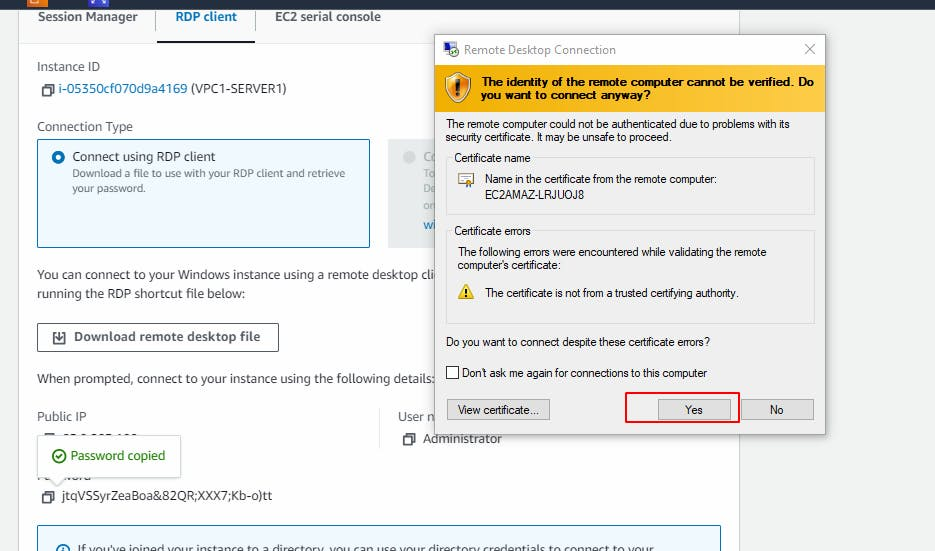 Session Manager
RDP client
EC2 serial console
Instance ID
i-05350cf070d9a4169 (VPC1-SERVER1)
Connection Type
Connect using RDP client
Download a file to use with your RDP client and retrieve
your password.
You can connect to your Windows instance using a remote desktop
running the RDP shortcut file below:
Download remote desktop file
When prompted, connect to your instance using the following details:
Public IP
User
Administrator
Password copied
jtqVSSyrZeaBoa&82QR;XXX7;Kb-o)tt
If you've joined your instance to a directory, you can use your directory credentials to connect to your
Remote Desktop Connection
The identity of the remote computer cannot be verified. Do
you want to connect anyway?
The remote computer could not be authenticated due to problems with its
security certificate. It may be unsafe to proceed.
Certificate name
Name in the certificate from the remote computer:
EC2AMAZ-LRJUOJ8
Certificate errors
The following errors were encountered while validating the remote
computer's certificate:
The certificate is not from a trusted certifying authority.
Do you want to connect despite these certificate errors?
Don't ask me again for connections to this computer
View certificate...
Yes
No